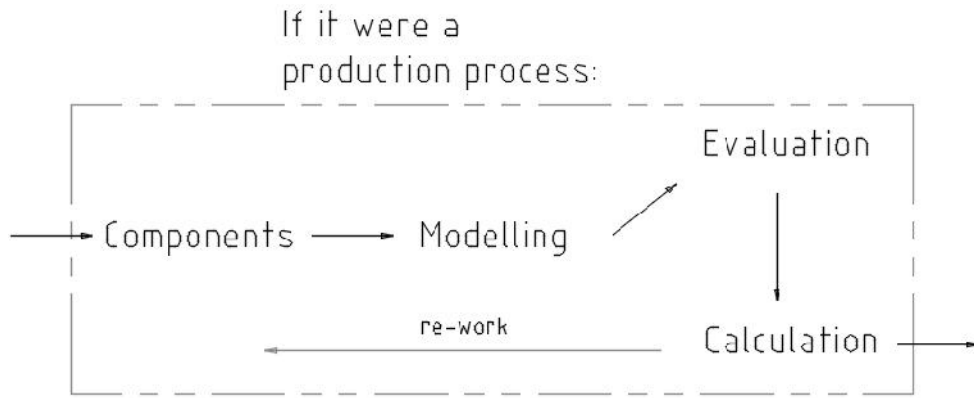 If it were a
production process:
Evaluation
Components
Modelling
re-work
Calculation